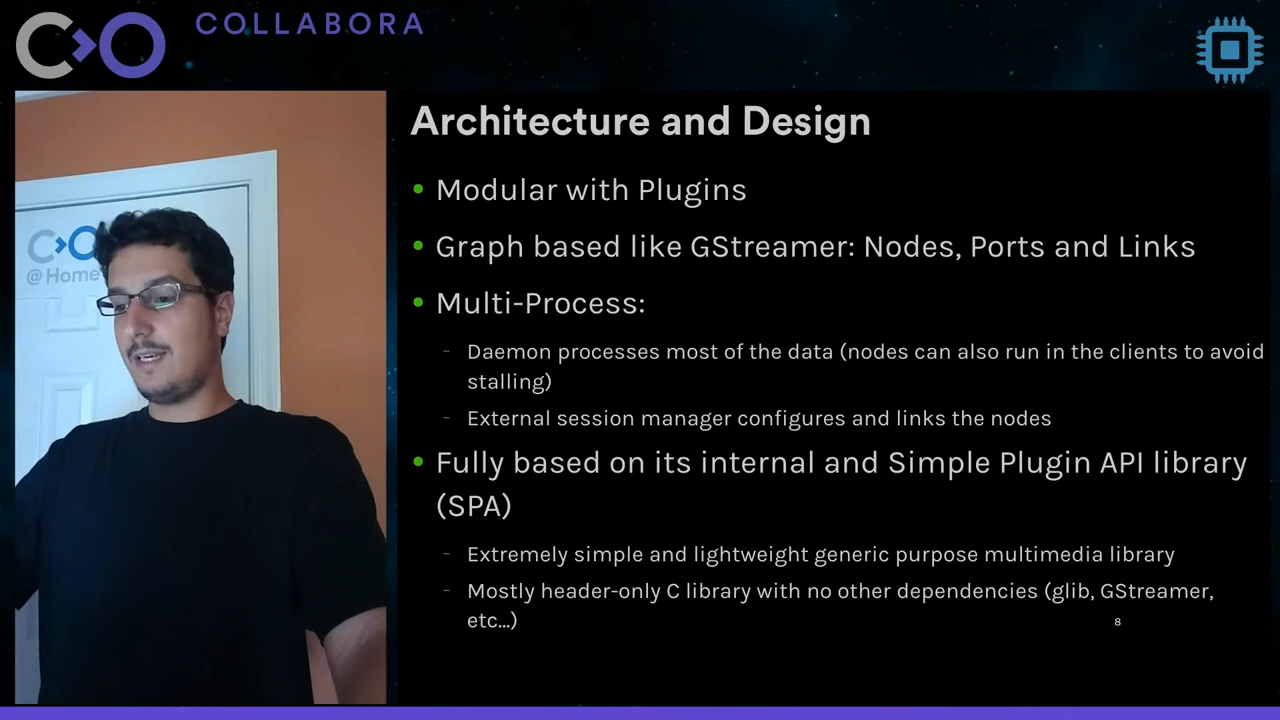 COLLABORA
@Home
Architecture and Design
• Modular with Plugins
• Graph based like GStreamer: Nodes, Ports and Links
• Multi-Process:
- Daemon processes most of the data (nodes can also run in the clients to avoid
stalling)
- External session manager configures and links the nodes
• Fully based on its internal and Simple Plugin API library
(SPA)
- Extremely simple and lightweight generic purpose multimedia library
- Mostly header-only C library with no other dependencies (glib, GStreamer,
etc…)
8